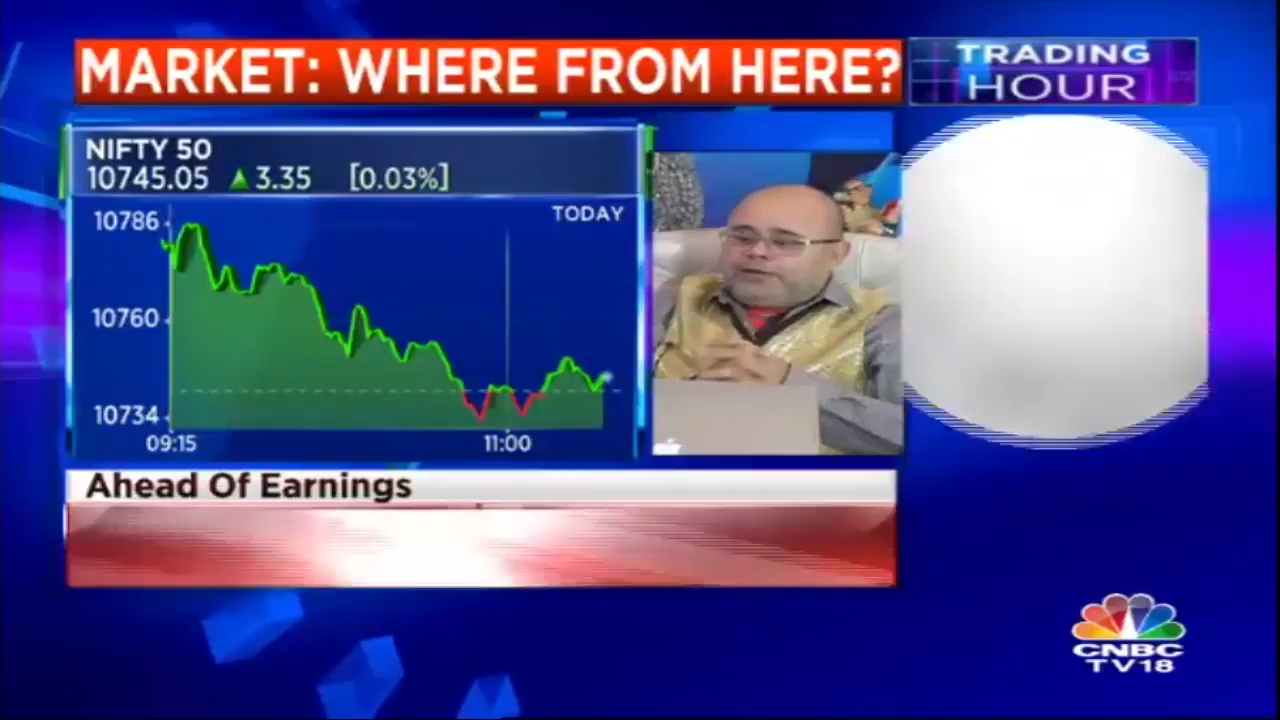 MARKET: WHERE FROM HERE?
TRADING
HOUR
NIFTY 50
10745.05 ▲ 3.35 [0.03%]
TODAY
10786
10760
10734
09:15 11:00
Ahead Of Earnings
CNBC
TV18